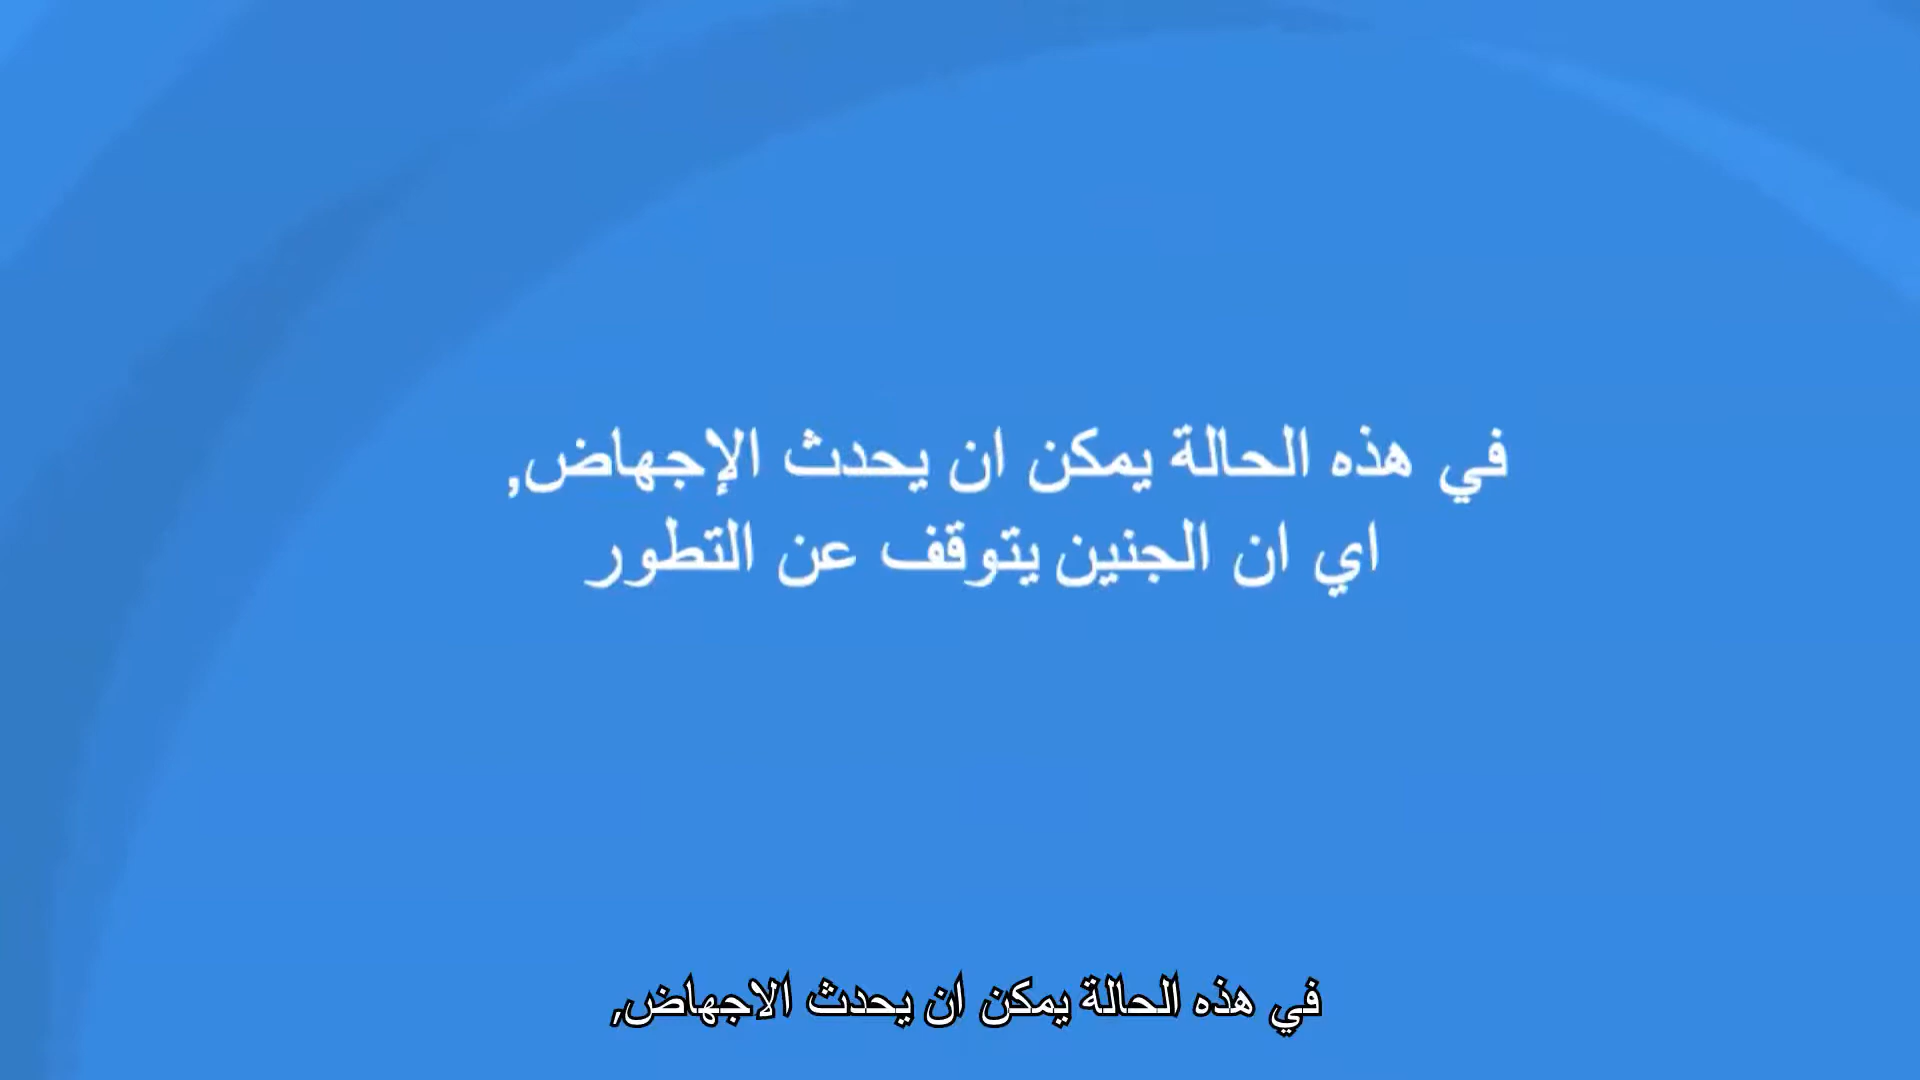 في هذه الحالة يمكن ان يحدث الإجهاض,
اي ان الجنين يتوقف عن التطور
في هذه الحالة يمكن ان يحدث الاجهاض,